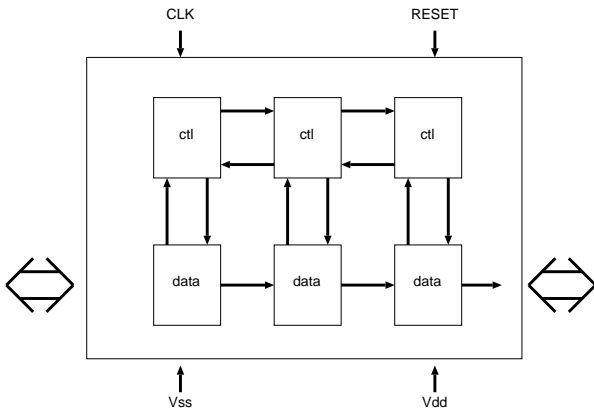 CLK RESET
ctl ctl ctl
data data data
Vss Vdd